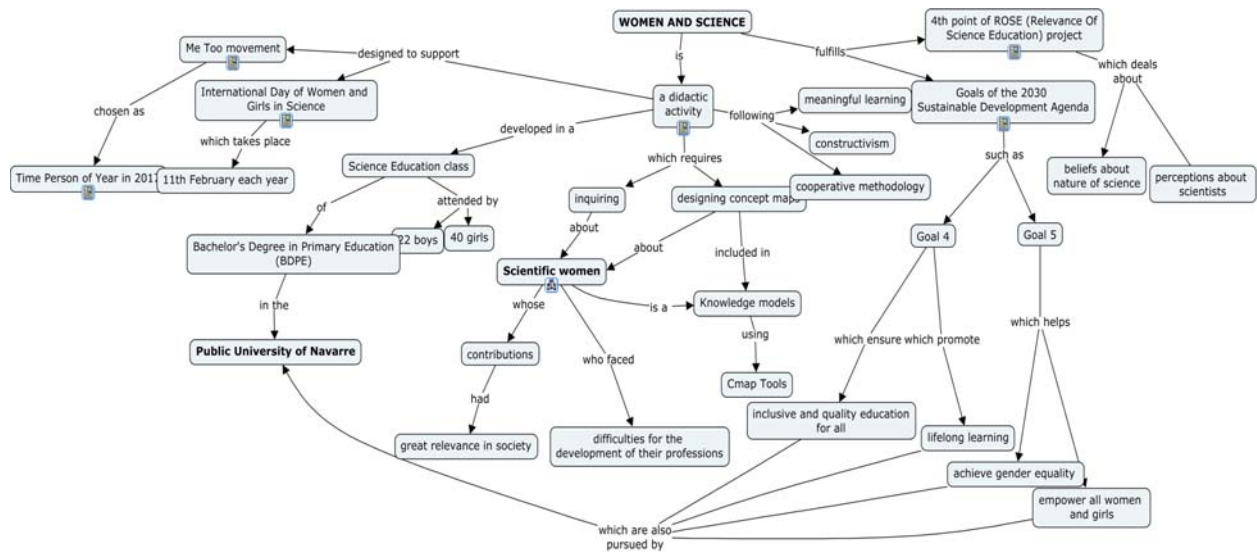 WOMEN AND SCIENCE
4th point of ROSE (Relevance Of
Science Education) project
Me Too movement
designed to support
fulfills
is
which deals
about
International Day of Women and
Girls in Science
a didactic
activity
meaningful learning
Goals of the 2030
Sustainable Development Agenda
chosen as
following
developed in a
constructivism
which takes place
which requires
such as
Science Education class
Time Person of Year in 2017
11th February each year
beliefs about
nature of science
perceptions about
scientists
cooperative methodology
inquiring
designing concept maps
of
attended by
about
22 boys
40 girls
Goal 4
Goal 5
Bachelor's Degree in Primary Education
(BDPE)
about
included in
Scientific women
in the
whose
is a
Knowledge models
which helps
using
which ensure
which promote
Public University of Navarre
contributions
who faced
Cmap Tools
had
inclusive and quality education
for all
great relevance in society
difficulties for the
development of their professions
lifelong learning
achieve gender equality
empower all women
and girls
which are also
pursued by